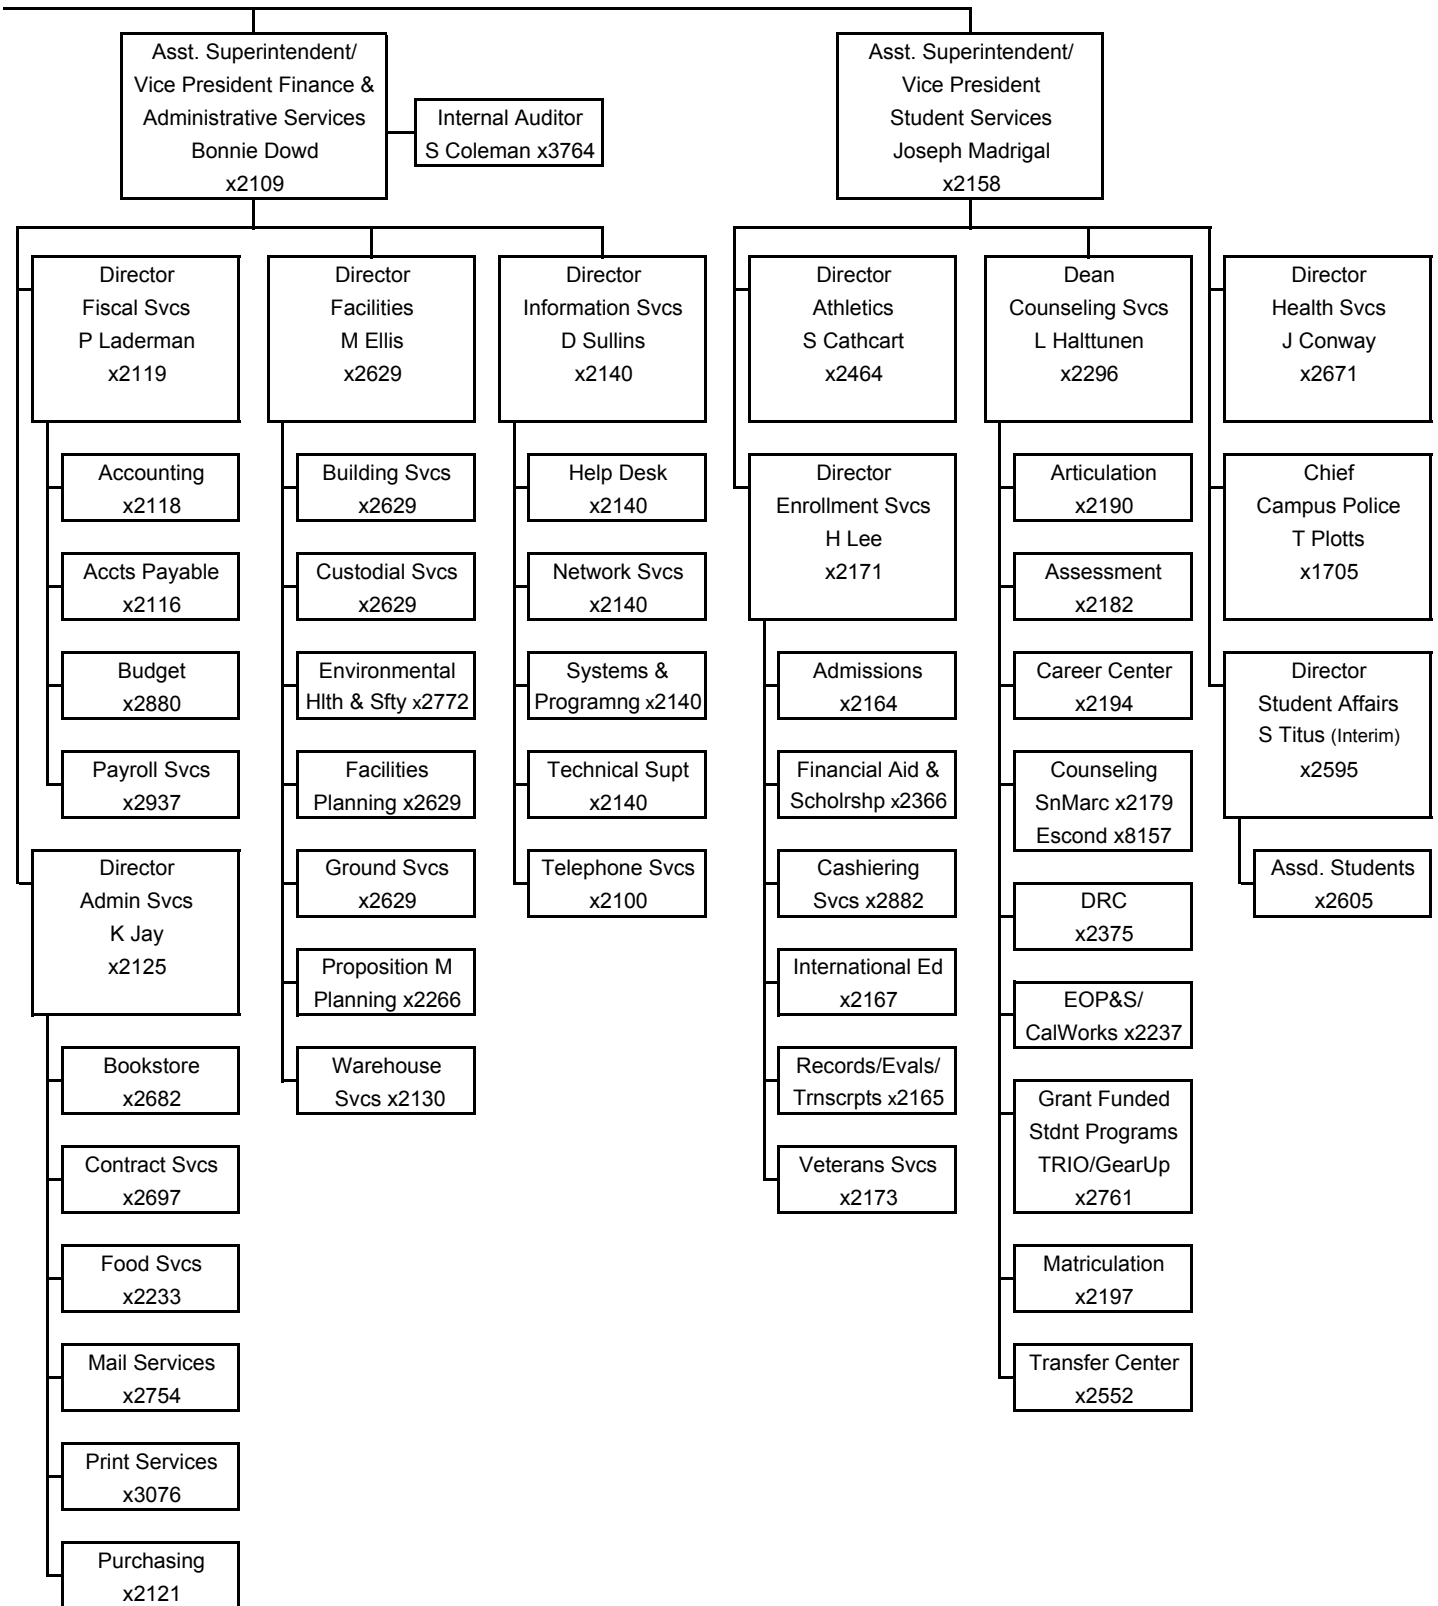 Asst. Superintendent/
Vice President Finance &
Administrative Services
Bonnie Dowd
x2109
Internal Auditor
S Coleman x3764
Asst. Superintendent/
Vice President
Student Services
Joseph Madrigal
x2158
Director
Fiscal Svcs
P Laderman
x2119
Accounting
x2118
Accts Payable
x2116
Budget
x2880
Payroll Svcs
x2937
Director
Admin Svcs
K Jay
x2125
Bookstore
x2682
Contract Svcs
x2697
Food Svcs
x2233
Mail Services
x2754
Print Services
x3076
Purchasing
x2121
Director
Facilities
M Ellis
x2629
Building Svcs
x2629
Custodial Svcs
x2629
Environmental
Hlth & Sfty x2772
Facilities
Planning x2629
Ground Svcs
x2629
Proposition M
Planning x2266
Warehouse
Svcs x2130
Director
Information Svcs
D Sullins
x2140
Help Desk
x2140
Network Svcs
x2140
Systems &
Programng x2140
Technical Supt
x2140
Telephone Svcs
x2100
Director
Athletics
S Cathcart
x2464
Director
Enrollment Svcs
H Lee
x2171
Admissions
x2164
Financial Aid &
Scholrshp x2366
Cashiering
Svcs x2882
International Ed
x2167
Records/Evals/
Trnscrpts x2165
Veterans Svcs
x2173
Dean
Counseling Svcs
L Halttunen
x2296
Articulation
x2190
Assessment
x2182
Career Center
x2194
Counseling
SnMarc x2179
Escond x8157
DRC
x2375
EOP&S/
CalWorks x2237
Grant Funded
Stdnt Programs
TRIO/GearUp
x2761
Matriculation
x2197
Transfer Center
x2552
Director
Health Svcs
J Conway
x2671
Chief
Campus Police
T Plotts
x1705
Director
Student Affairs
S Titus (Interim)
x2595
Assd. Students
x2605